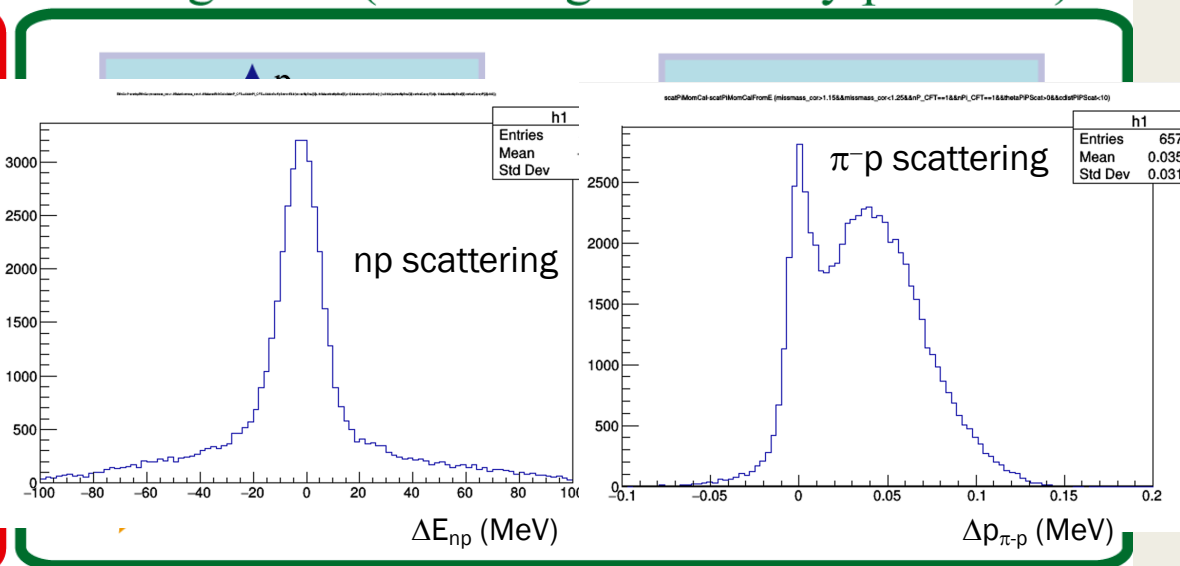 scatPiMomCal-scatPiMomCalFromE (missmass_cor>1.15&&missmass_cor<1.25&&nP_CFT==1&&nPi_CFT==1&&thetaPiPScat>0&&cdistPiPScat<10)
h1
Entries
Mean
Std Dev
np scattering
3000
2500
2000
1500
1000
500
0
−100 −80 −60 −40 −20 0 20 40 60 80
ΔEnp (MeV)
h1
Entries 657
Mean 0.035
Std Dev 0.031
π−p scattering
2500
2000
1500
1000
500
0
−0.1 −0.05 0 0.05 0.1 0.15 0.2
Δpπ-p (MeV)